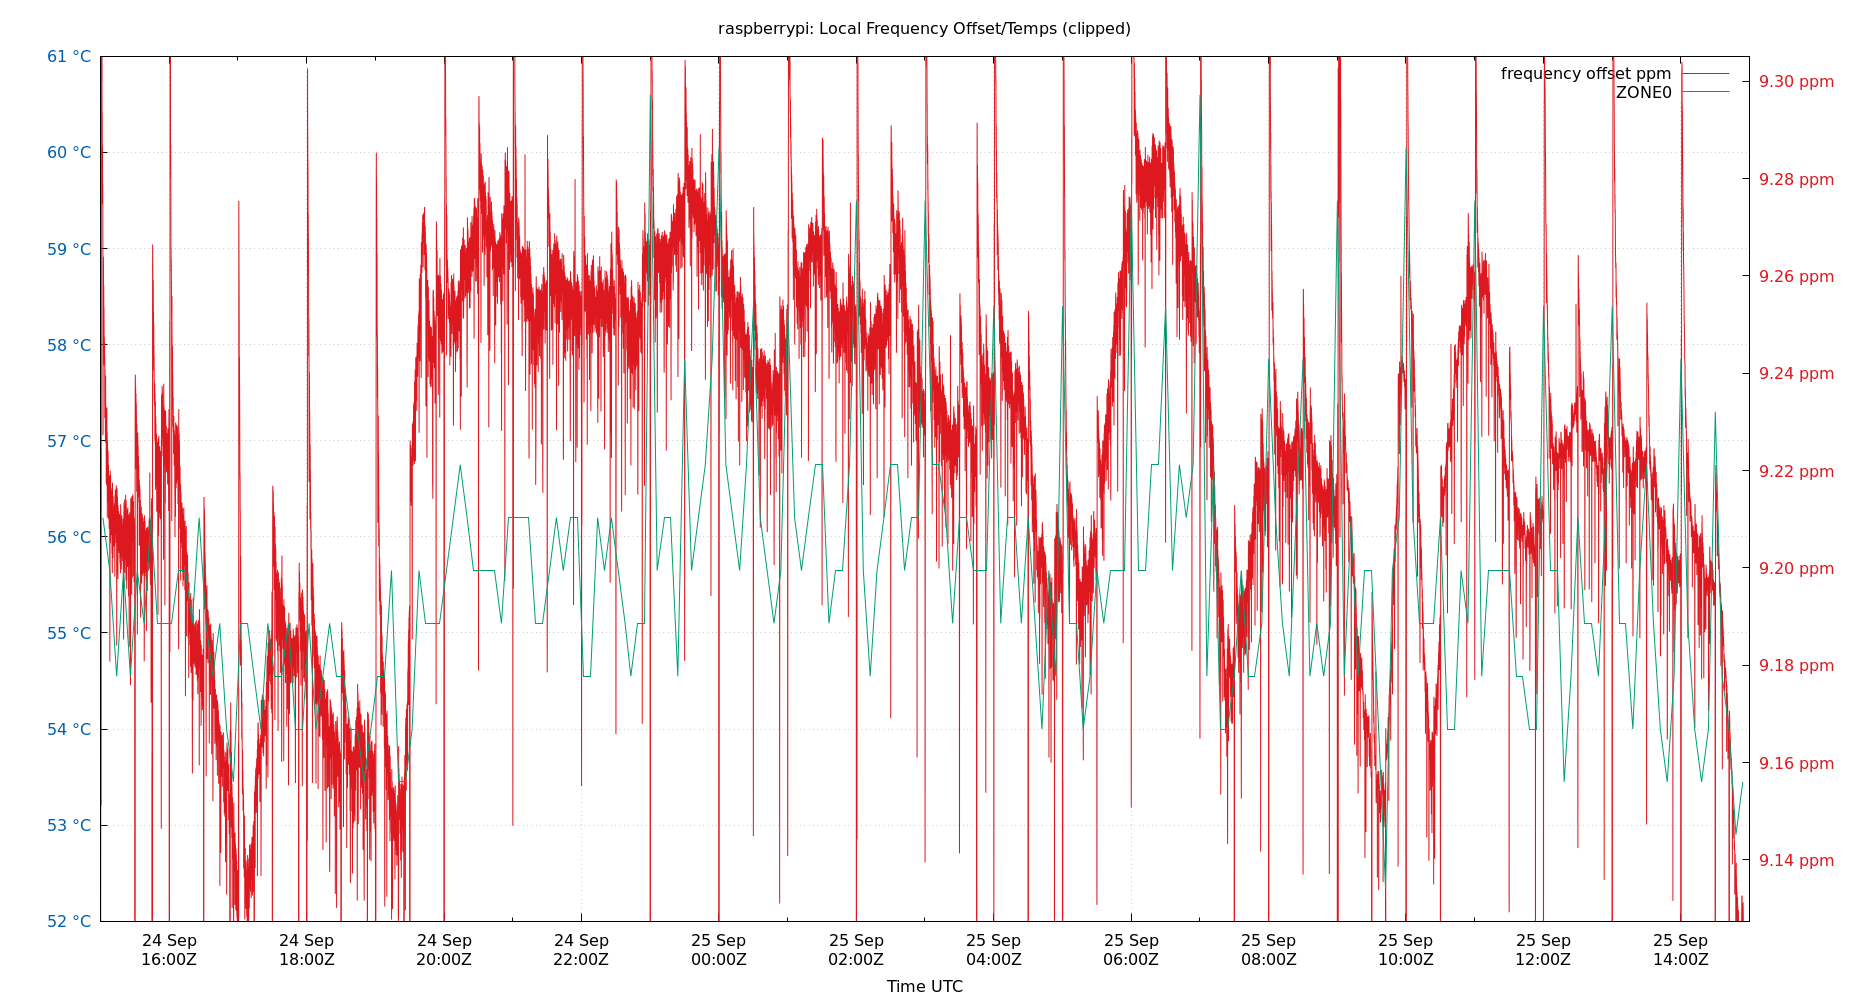 raspberrypi: Local Frequency Offset/Temps (clipped)
61 °C
60 °C
59 °C
58 °C
57 °C
56 °C
55 °C
54 °C
53 °C
52 °C
frequency offset ppm
ZONE0
9.30 ppm
9.28 ppm
9.26 ppm
9.24 ppm
9.22 ppm
9.20 ppm
9.18 ppm
9.16 ppm
9.14 ppm
24 Sep 24 Sep 24 Sep 24 Sep 25 Sep 25 Sep 25 Sep 25 Sep 25 Sep 25 Sep 25 Sep 25 Sep
16:00Z 18:00Z 20:00Z 22:00Z 00:00Z 02:00Z 04:00Z 06:00Z 08:00Z 10:00Z 12:00Z 14:00Z
Time UTC